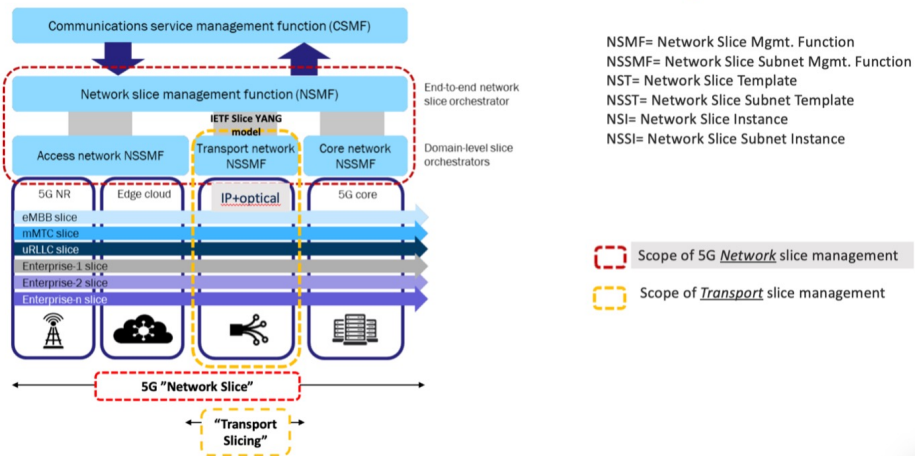 Communications service management function (CSMF)
Network slice management function (NSMF)
End-to-end network
slice orchestrator
IETF Slice YANG
model
Access network NSSMF
Transport network
NSSMF
Core network
NSSMF
Domain-level slice
orchestrators
5G NR
Edge cloud
IP+optical
5G core
eMBB slice
mMTC slice
uRLLC slice
Enterprise-1 slice
Enterprise-2 slice
Enterprise-n slice
5G "Network Slice"
"Transport
Slicing"
NSMF= Network Slice Mgmt. Function
NSSMF= Network Slice Subnet Mgmt. Function
NST= Network Slice Template
NSST= Network Slice Subnet Template
NSI= Network Slice Instance
NSSI= Network Slice Subnet Instance
Scope of 5G Network slice management
Scope of Transport slice management